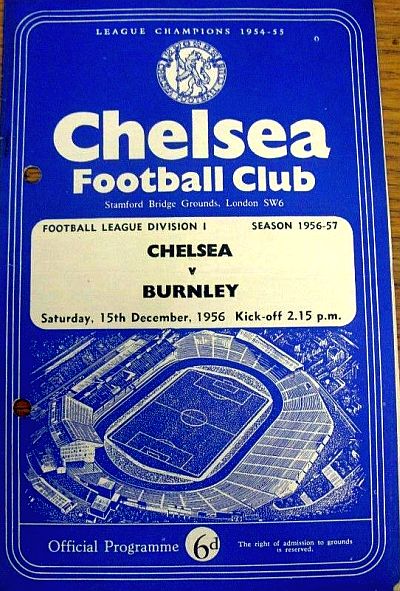 LEAGUE CHAMPIONS 1954-55
Chelsea
Football Club
Stamford Bridge Grounds, London SW6
FOOTBALL LEAGUE DIVISION I SEASON 1956-57
CHELSEA
v
BURNLEY
Saturday, 15th December, 1956 Kick-off 2.15 p.m.
Official Programme 6d The right of admission to grounds
is reserved.